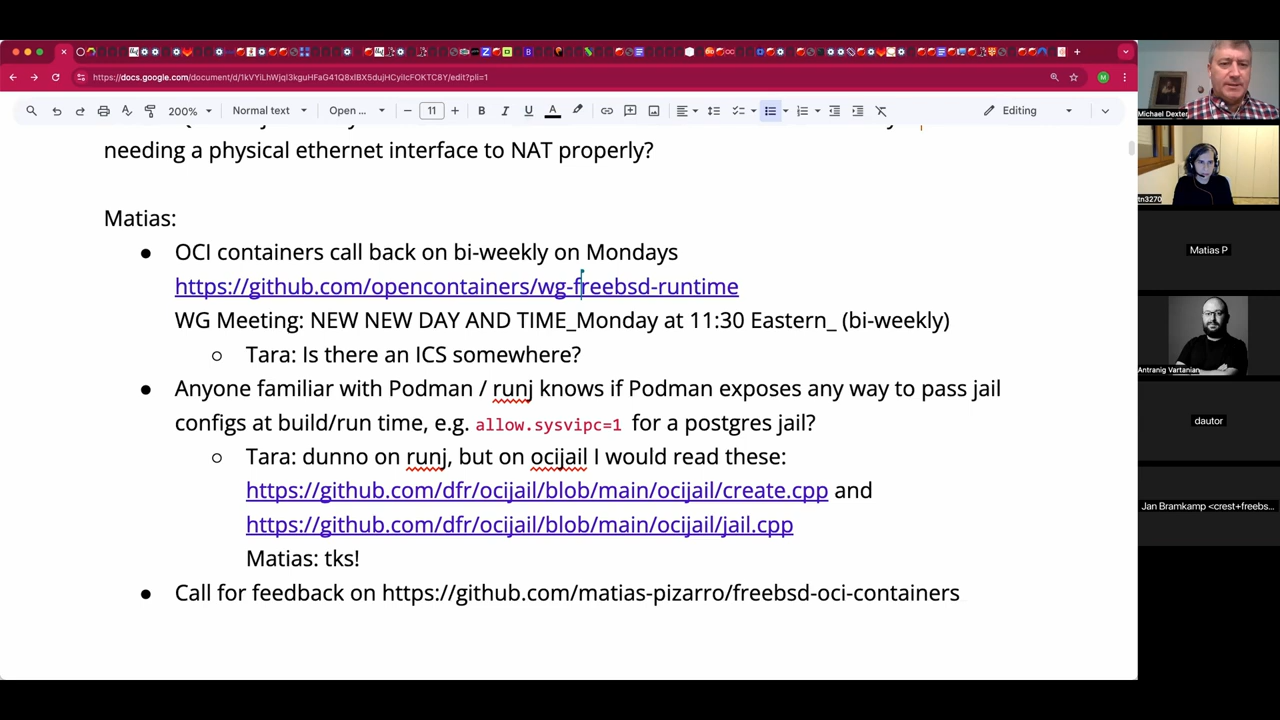 https://docs.google.com/document/d/1kVYiLhWjql3kguHFaG41Q8xIBX5dujHCyiIcFOKTC8Y/edit?pli=1
M
200%
Normal text
Open ...
11
Editing
needing a physical ethernet interface to NAT properly?
Matias:
OCI containers call back on bi-weekly on Mondays
https://github.com/opencontainers/wg-freebsd-runtime
WG Meeting: NEW NEW DAY AND TIME_Monday at 11:30 Eastern_ (bi-weekly)
Tara: Is there an ICS somewhere?
Anyone familiar with Podman / runj knows if Podman exposes any way to pass jail
configs at build/run time, e.g. allow.sysvipc=1 for a postgres jail?
Tara: dunno on runj, but on ocijail I would read these:
https://github.com/dfr/ocijail/blob/main/ocijail/create.cpp and
https://github.com/dfr/ocijail/blob/main/ocijail/jail.cpp
Matias: tks!
Call for feedback on https://github.com/matias-pizarro/freebsd-oci-containers
Michael Dexter
tn3270
Matias P
Antranig Vartanian
dautor
Jan Bramkamp <crest+freebs...